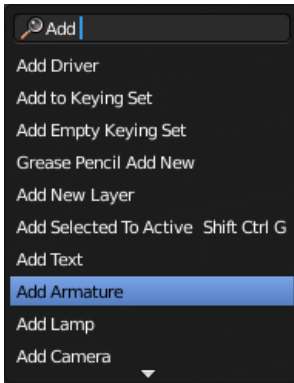 Add
Add Driver
Add to Keying Set
Add Empty Keying Set
Grease Pencil Add New
Add New Layer
Add Selected To Active Shift Ctrl G
Add Text
Add Armature
Add Lamp
Add Camera